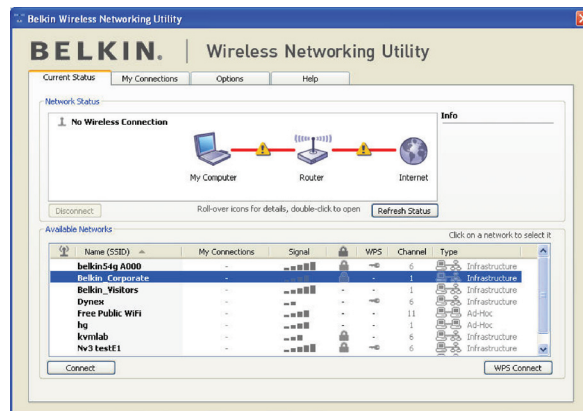 Belkin Wireless Networking Utility
BELKIN. | Wireless Networking Utility
Current Status My Connections Options Help
Network Status
No Wireless Connection
Info
My Computer Router Internet
Disconnect Roll-over icons for details, double-click to open Refresh Status
Available Networks
Click on a network to select it
Name (SSID) My Connections Signal WPS Channel Type
belkin54g A000 - 6 Infrastructure
Belkin_Corporate - - 1 Infrastructure
Belkin_Visitors - - - 1 Infrastructure
Dynex - - 6 Infrastructure
Free Public WiFi - - - 11 Ad-Hoc
hg - - - 1 Ad-Hoc
kvmlab - - 6 Infrastructure
Nv3 testE1 - 6 Infrastructure
Connect WPS Connect